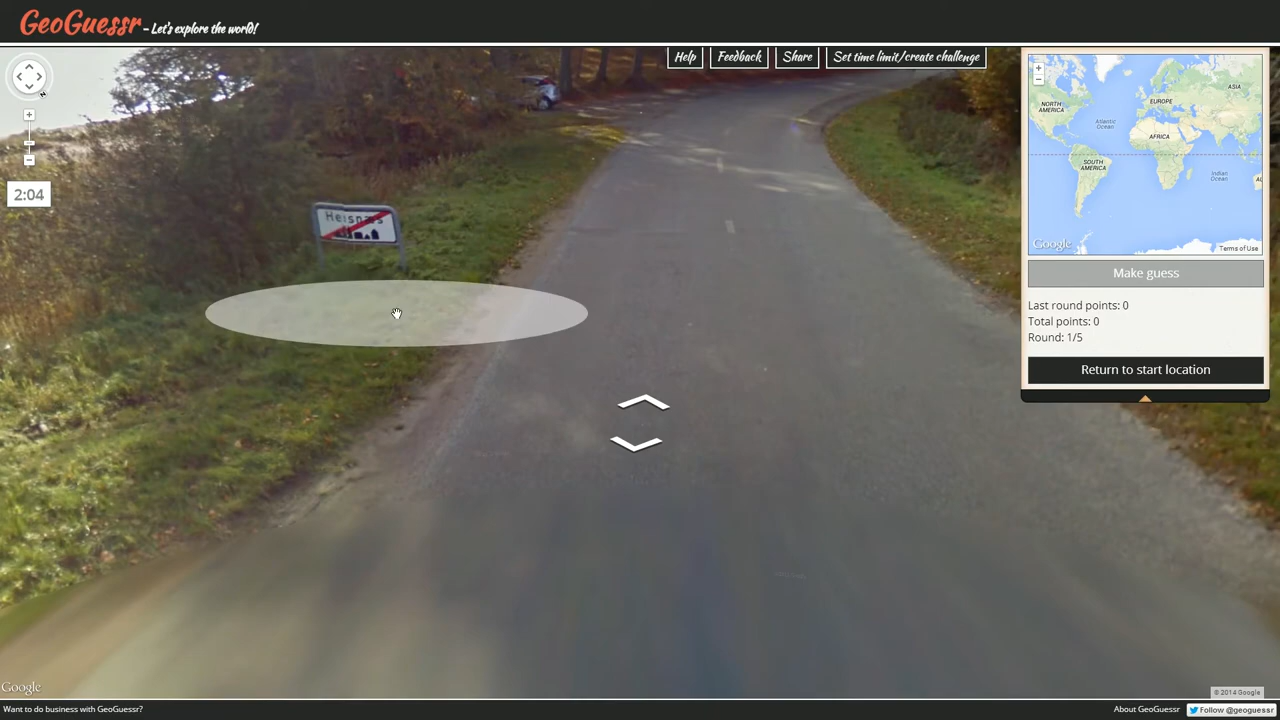 GeoGuessr - Let's explore the world!
Help Feedback Share Set time limit/create challenge
+
−
2:04
Heisnæs
+
−
NORTH AMERICA
EUROPE
ASIA
Atlantic Ocean
AFRICA
SOUTH AMERICA
Indian Ocean
AU
Google
Terms of Use
Make guess
Last round points: 0
Total points: 0
Round: 1/5
Return to start location
Google
© 2014 Google
Want to do business with GeoGuessr?
About GeoGuessr
Follow @geoguessr